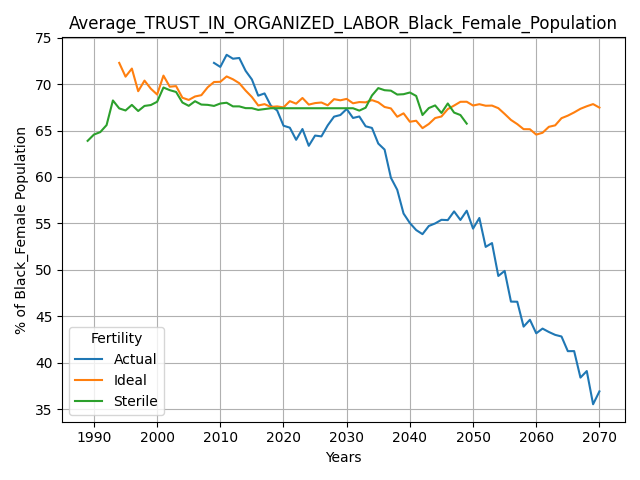 Average_TRUST_IN_ORGANIZED_LABOR_Black_Female_Population
% of Black_Female Population
75
70
65
60
55
50
45
40
35
Fertility
Actual
Ideal
Sterile
1990 2000 2010 2020 2030 2040 2050 2060 2070
Years